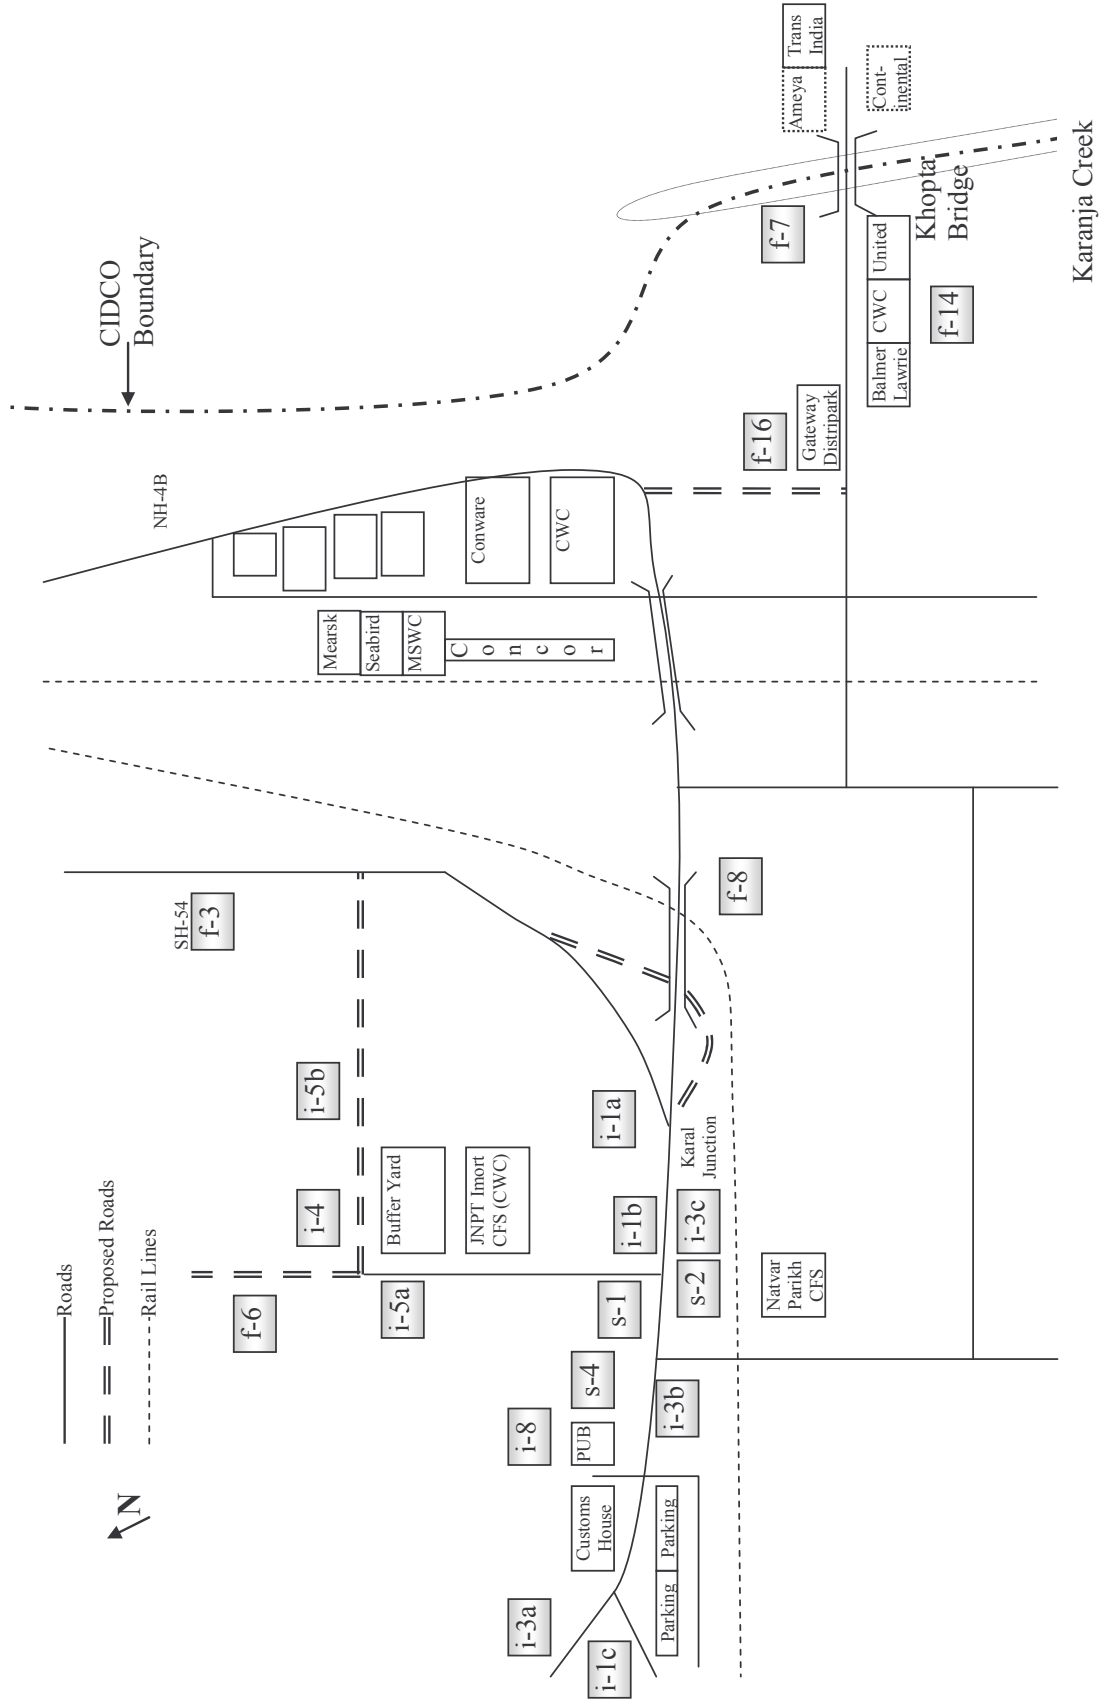 N
Roads
Proposed Roads
Rail Lines
CIDCO
Boundary
NH-4B
SH-54
f-3
f-6
i-4
i-5b
i-5a
Buffer Yard
JNPT Imort
CFS (CWC)
Mearsk
Seabird
MSWC
C
o
n
c
o
r
Conware
CWC
i-3a
i-1c
i-8
Customs
House
PUB
s-4
s-1
i-1b
i-1a
Parking
Parking
i-3b
s-2
i-3c
Karal
Junction
f-8
Natvar
Parikh
CFS
f-16
Gateway
Distripark
f-7
Ameya
Trans
India
Cont-
inental
Balmer
Lawrie
CWC
United
f-14
Khopta
Bridge
Karanja Creek